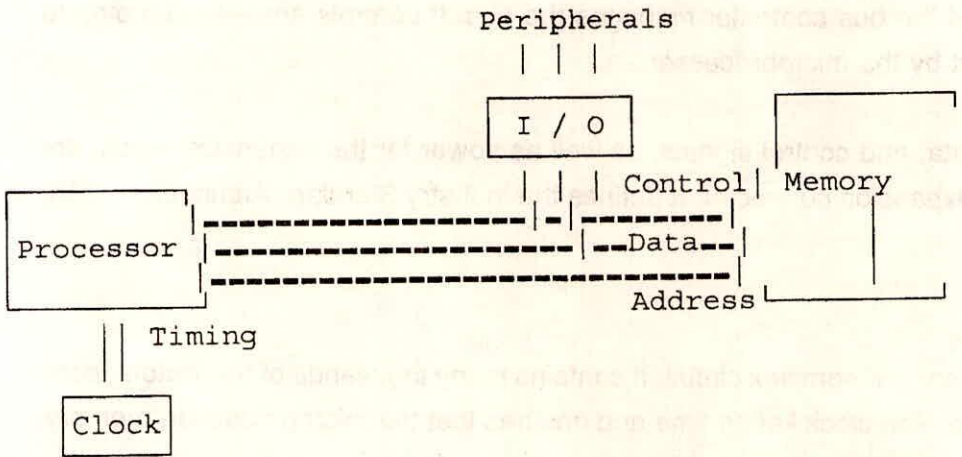 Peripherals
I / O
Control
Memory
Processor
Data
Address
Timing
Clock